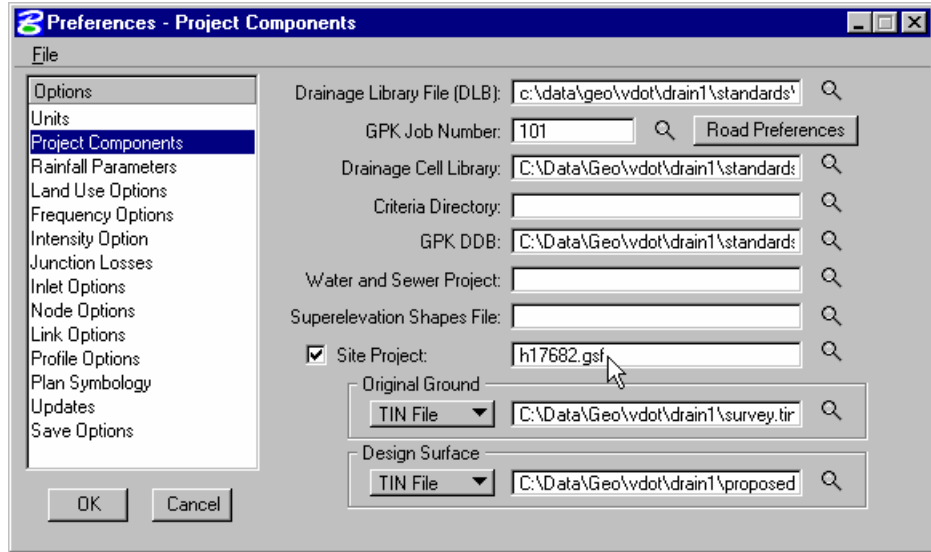 Preferences - Project Components
File
Options
Units
Project Components
Rainfall Parameters
Land Use Options
Frequency Options
Intensity Option
Junction Losses
Inlet Options
Node Options
Link Options
Profile Options
Plan Symbology
Updates
Save Options
OK Cancel
Drainage Library File (DLB): c:\data\geo\vdot\drain1\standards\
GPK Job Number: 101 Road Preferences
Drainage Cell Library: C:\Data\Geo\vdot\drain1\standards
Criteria Directory:
GPK DDB: C:\Data\Geo\vdot\drain1\standards
Water and Sewer Project:
Superelevation Shapes File:
Site Project: h17682.gsf
Original Ground
TIN File C:\Data\Geo\vdot\drain1\survey.tin
Design Surface
TIN File C:\Data\Geo\vdot\drain1\proposed